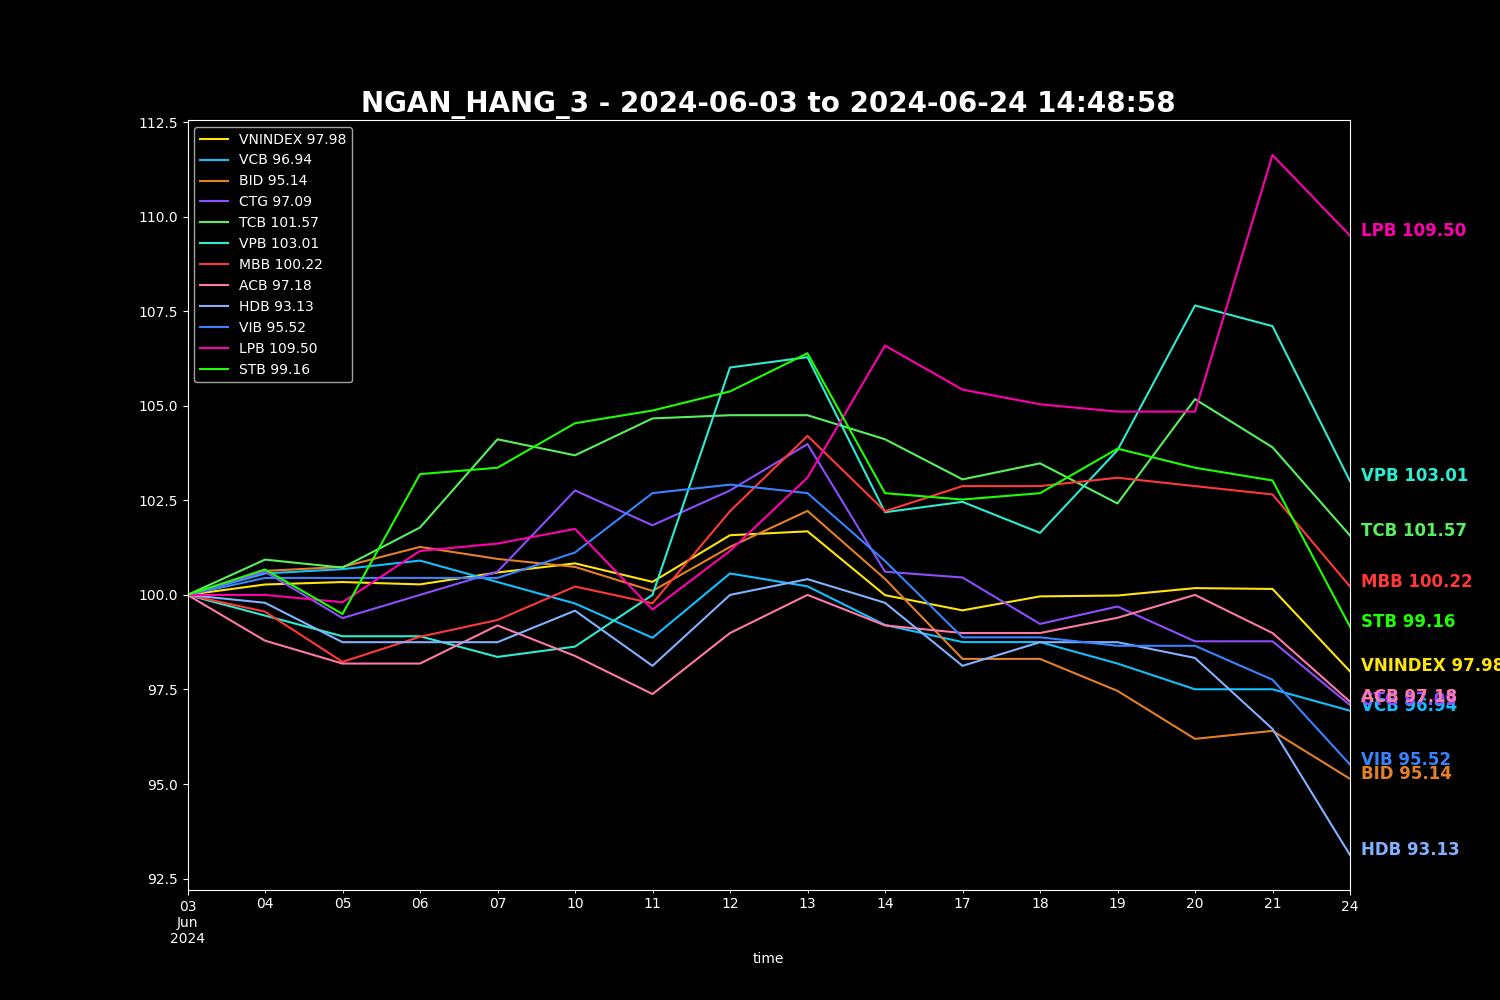 NGAN_HANG_3 - 2024-06-03 to 2024-06-24 14:48:58
112.5
110.0
107.5
105.0
102.5
100.0
97.5
95.0
92.5
VNINDEX 97.98
VCB 96.94
BID 95.14
CTG 97.09
TCB 101.57
VPB 103.01
MBB 100.22
ACB 97.18
HDB 93.13
VIB 95.52
LPB 109.50
STB 99.16
LPB 109.50
VPB 103.01
TCB 101.57
MBB 100.22
STB 99.16
VNINDEX 97.98
ACB 97.18
VCB 96.94
VIB 95.52
BID 95.14
HDB 93.13
03 04 05 06 07 10 11 12 13 14 17 18 19 20 21 24
Jun
2024
time